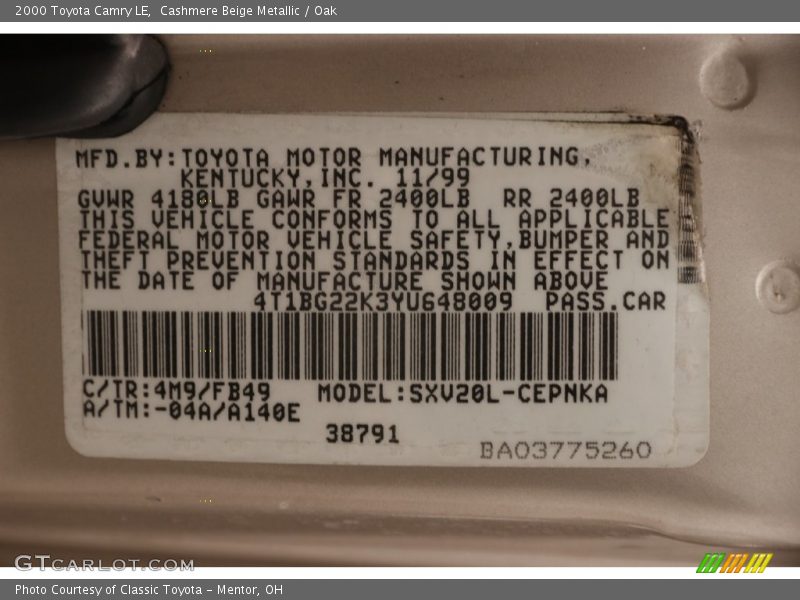 2000 Toyota Camry LE,  Cashmere Beige Metallic / Oak
MFD.BY:TOYOTA MOTOR MANUFACTURING,
KENTUCKY,INC. 11/99
GVWR 4180LB GAWR FR 2400LB  RR 2400LB
THIS VEHICLE CONFORMS TO ALL APPLICABLE
FEDERAL MOTOR VEHICLE SAFETY,BUMPER AND
THEFT PREVENTION STANDARDS IN EFFECT ON
THE DATE OF MANUFACTURE SHOWN ABOVE
4T1BG22K3YU648009  PASS.CAR
C/TR:4M9/FB49  MODEL:SXV20L-CEPNKA
A/TM:-04A/A140E
38791
BA03775260
GTcarlot.com
Photo Courtesy of Classic Toyota - Mentor, OH